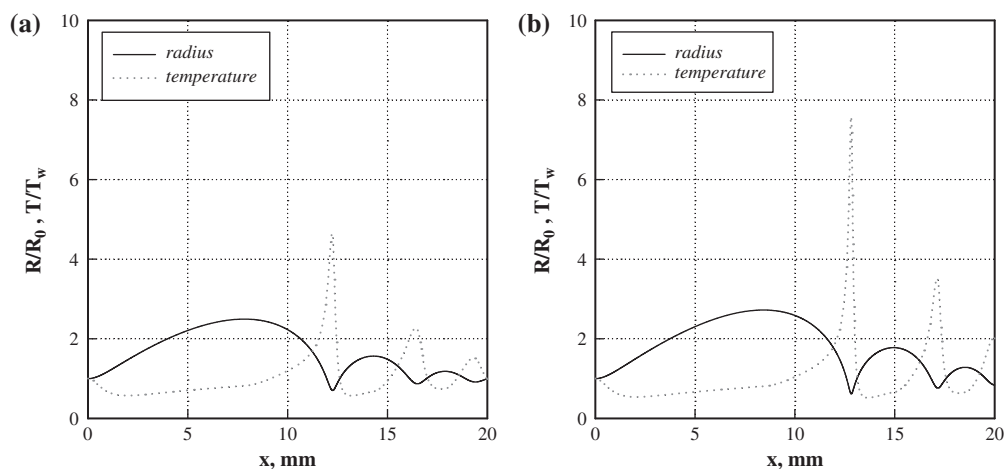 (a)
10
8
6
4
2
0
R/R0 , T/Tw
radius
temperature
0 5 10 15 20
x, mm
(b)
10
8
6
4
2
0
R/R0 , T/Tw
radius
temperature
0 5 10 15 20
x, mm